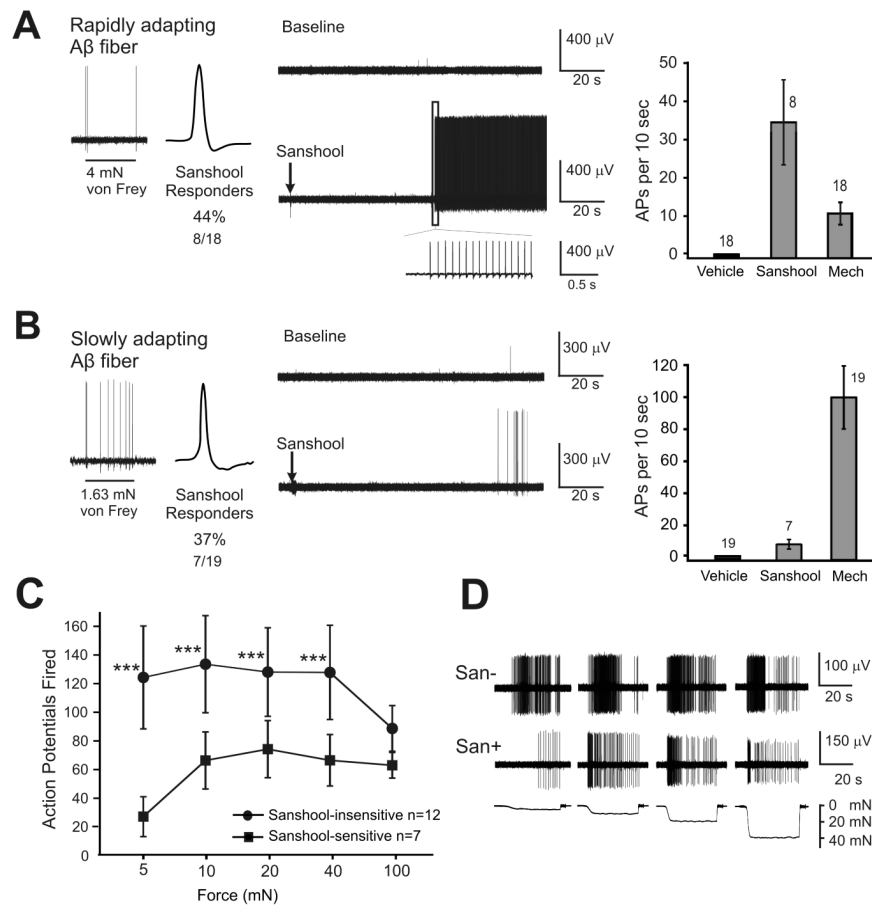 A
Rapidly adapting
Aβ fiber
4 mN
von Frey
Sanshool
Responders
44%
8/18
Baseline
400 μV
20 s
Sanshool
400 μV
20 s
400 μV
0.5 s
APs per 10 sec
50
40
30
20
10
0
18
8
18
Vehicle
Sanshool
Mech
B
Slowly adapting
Aβ fiber
1.63 mN
von Frey
Sanshool
Responders
37%
7/19
Baseline
300 μV
20 s
Sanshool
300 μV
20 s
APs per 10 sec
120
100
80
60
40
20
0
19
7
19
Vehicle
Sanshool
Mech
C
Action Potentials Fired
160
140
120
100
80
60
40
20
0
***
***
***
***
Sanshool-insensitive n=12
Sanshool-sensitive n=7
5
10
20
40
100
Force (mN)
D
San-
100 μV
20 s
San+
150 μV
20 s
0 mN
20 mN
40 mN